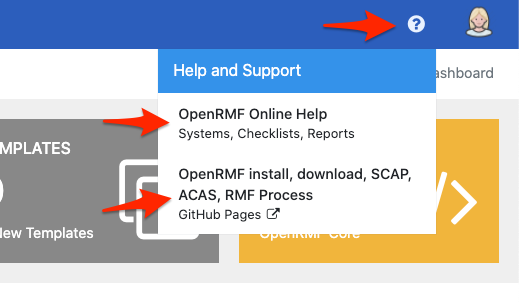 ?
Help and Support
ashboard
OpenRMF Online Help
Systems, Checklists, Reports
EMPLATES
OpenRMF install, download, SCAP,
ACAS, RMF Process
GitHub Pages
New Templates
OpenRMF Core